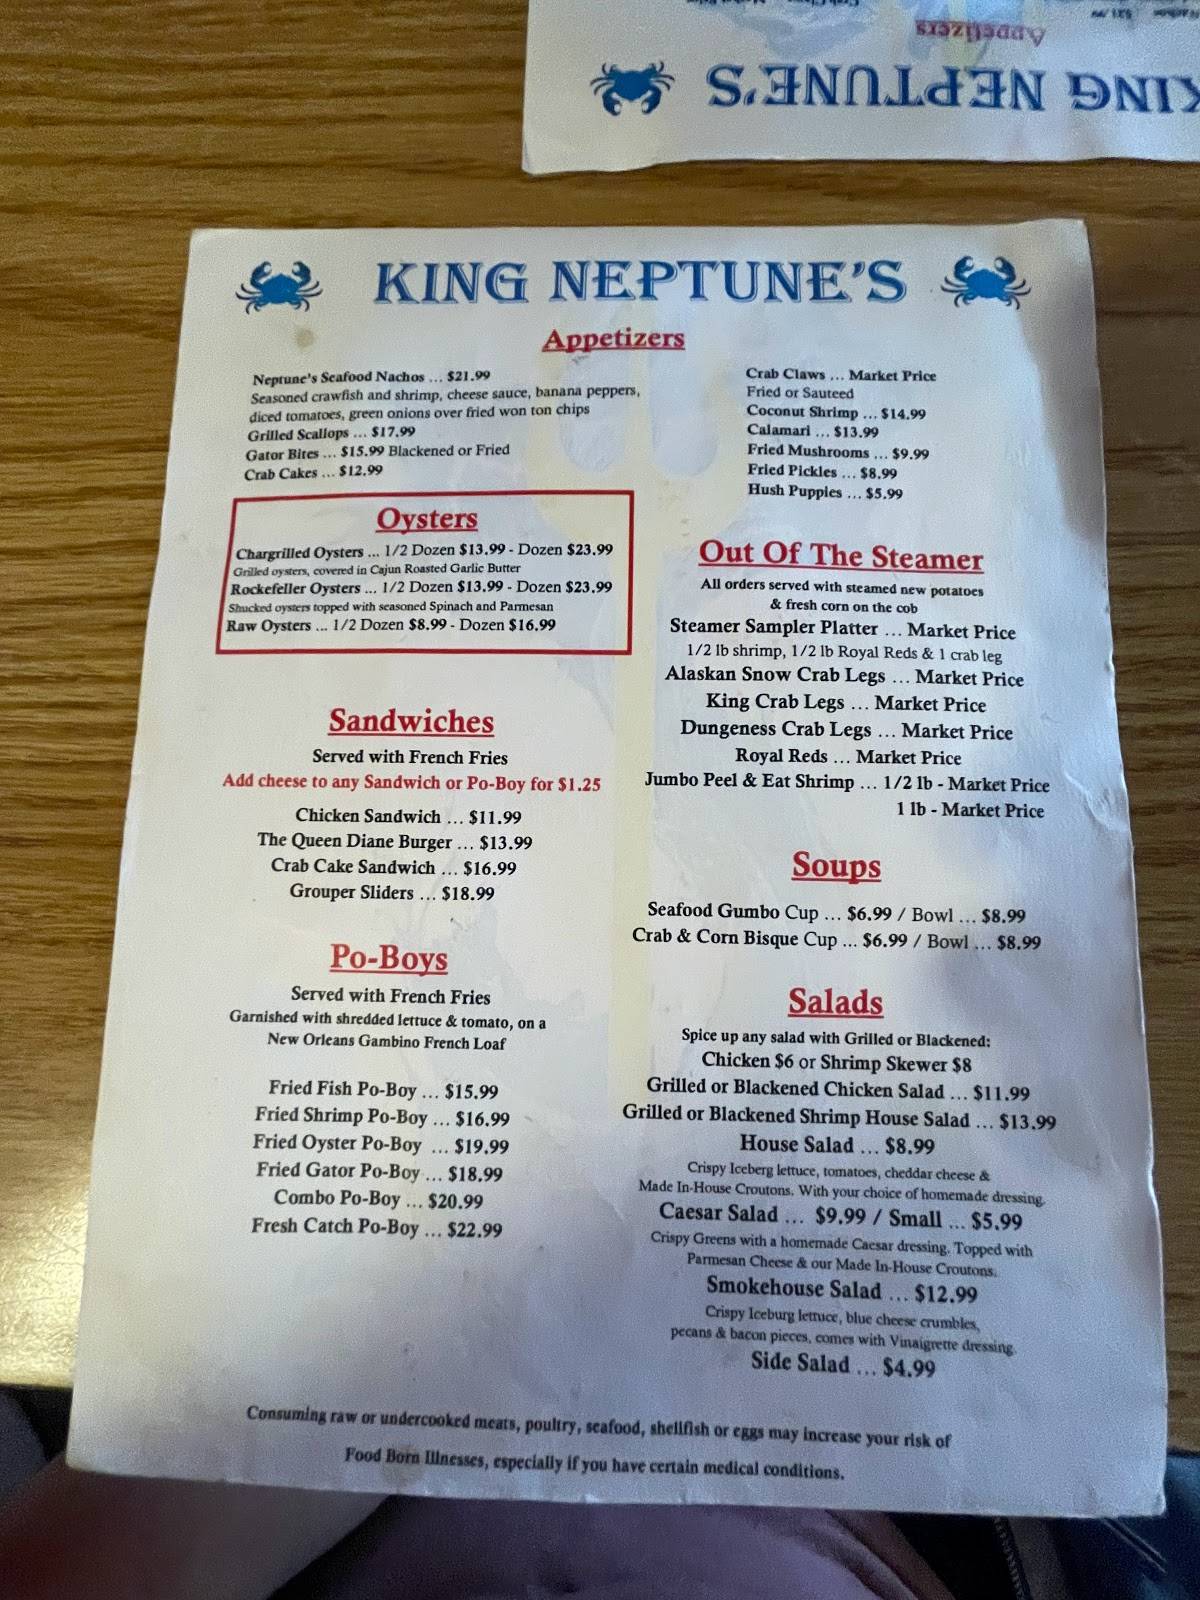 Appetizers
KING NEPTUNE'S
KING NEPTUNE'S
Appetizers
Neptune's Seafood Nachos ... $21.99
Seasoned crawfish and shrimp, cheese sauce, banana peppers,
diced tomatoes, green onions over fried won ton chips
Grilled Scallops ... $17.99
Gator Bites ... $15.99 Blackened or Fried
Crab Cakes ... $12.99
Crab Claws ... Market Price
Fried or Sauteed
Coconut Shrimp ... $14.99
Calamari ... $13.99
Fried Mushrooms ... $9.99
Fried Pickles ... $8.99
Hush Puppies ... $5.99
Oysters
Chargrilled Oysters ... 1/2 Dozen $13.99 - Dozen $23.99
Grilled oysters, covered in Cajun Roasted Garlic Butter
Rockefeller Oysters ... 1/2 Dozen $13.99 - Dozen $23.99
Shucked oysters topped with seasoned Spinach and Parmesan
Raw Oysters ... 1/2 Dozen $8.99 - Dozen $16.99
Sandwiches
Served with French Fries
Add cheese to any Sandwich or Po-Boy for $1.25
Chicken Sandwich ... $11.99
The Queen Diane Burger ... $13.99
Crab Cake Sandwich ... $16.99
Grouper Sliders ... $18.99
Po-Boys
Served with French Fries
Garnished with shredded lettuce & tomato, on a
New Orleans Gambino French Loaf
Fried Fish Po-Boy ... $15.99
Fried Shrimp Po-Boy ... $16.99
Fried Oyster Po-Boy ... $19.99
Fried Gator Po-Boy ... $18.99
Combo Po-Boy ... $20.99
Fresh Catch Po-Boy ... $22.99
Out Of The Steamer
All orders served with steamed new potatoes
& fresh corn on the cob
Steamer Sampler Platter ... Market Price
1/2 lb shrimp, 1/2 lb Royal Reds & 1 crab leg
Alaskan Snow Crab Legs ... Market Price
King Crab Legs ... Market Price
Dungeness Crab Legs ... Market Price
Royal Reds ... Market Price
Jumbo Peel & Eat Shrimp ... 1/2 lb - Market Price
1 lb - Market Price
Soups
Seafood Gumbo Cup ... $6.99 / Bowl ... $8.99
Crab & Corn Bisque Cup ... $6.99 / Bowl ... $8.99
Salads
Spice up any salad with Grilled or Blackened:
Chicken $6 or Shrimp Skewer $8
Grilled or Blackened Chicken Salad ... $11.99
Grilled or Blackened Shrimp House Salad ... $13.99
House Salad ... $8.99
Crispy Iceberg lettuce, tomatoes, cheddar cheese &
Made In-House Croutons. With your choice of homemade dressing.
Caesar Salad ... $9.99 / Small ... $5.99
Crispy Greens with a homemade Caesar dressing. Topped with
Parmesan Cheese & our Made In-House Croutons.
Smokehouse Salad ... $12.99
Crispy Iceburg lettuce, blue cheese crumbles,
pecans & bacon pieces, comes with Vinaigrette dressing.
Side Salad ... $4.99
Consuming raw or undercooked meats, poultry, seafood, shellfish or eggs may increase your risk of
Food Born Illnesses, especially if you have certain medical conditions.